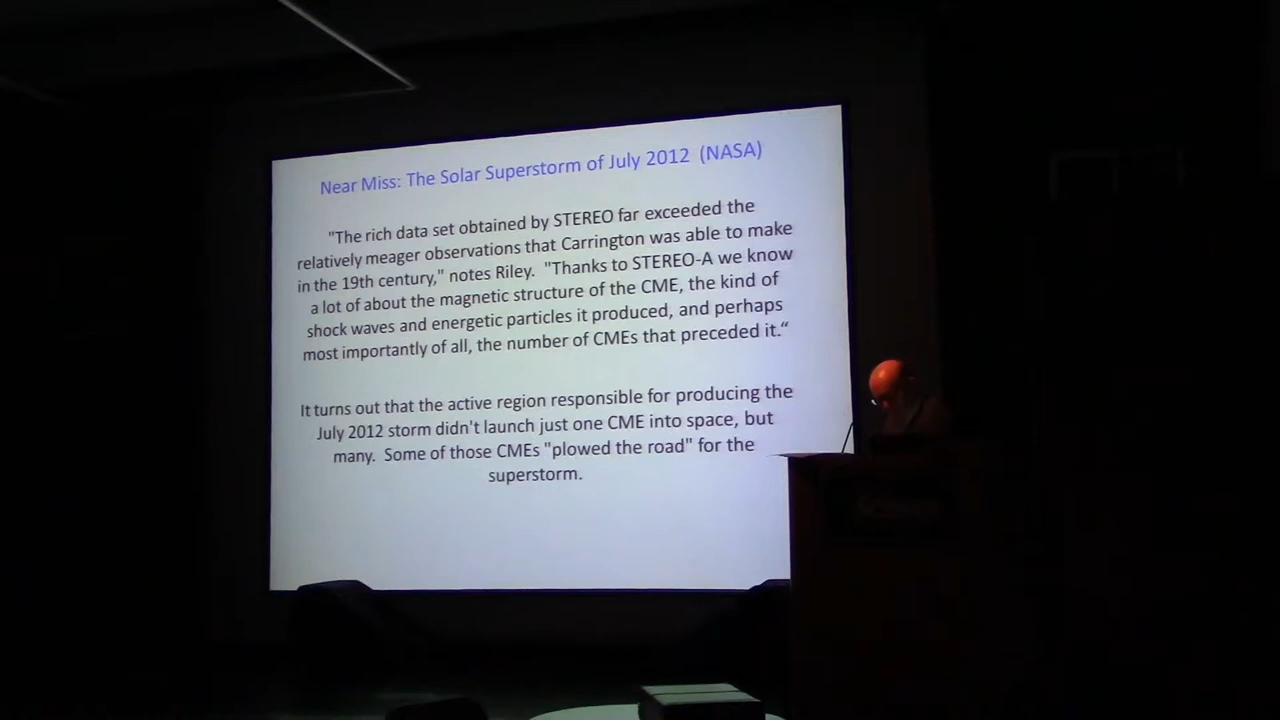 Near Miss: The Solar Superstorm of July 2012 (NASA)
"The rich data set obtained by STEREO far exceeded the
relatively meager observations that Carrington was able to make
in the 19th century," notes Riley. "Thanks to STEREO-A we know
a lot of about the magnetic structure of the CME, the kind of
shock waves and energetic particles it produced, and perhaps
most importantly of all, the number of CMEs that preceded it.“
It turns out that the active region responsible for producing the
July 2012 storm didn't launch just one CME into space, but
many. Some of those CMEs "plowed the road" for the
superstorm.